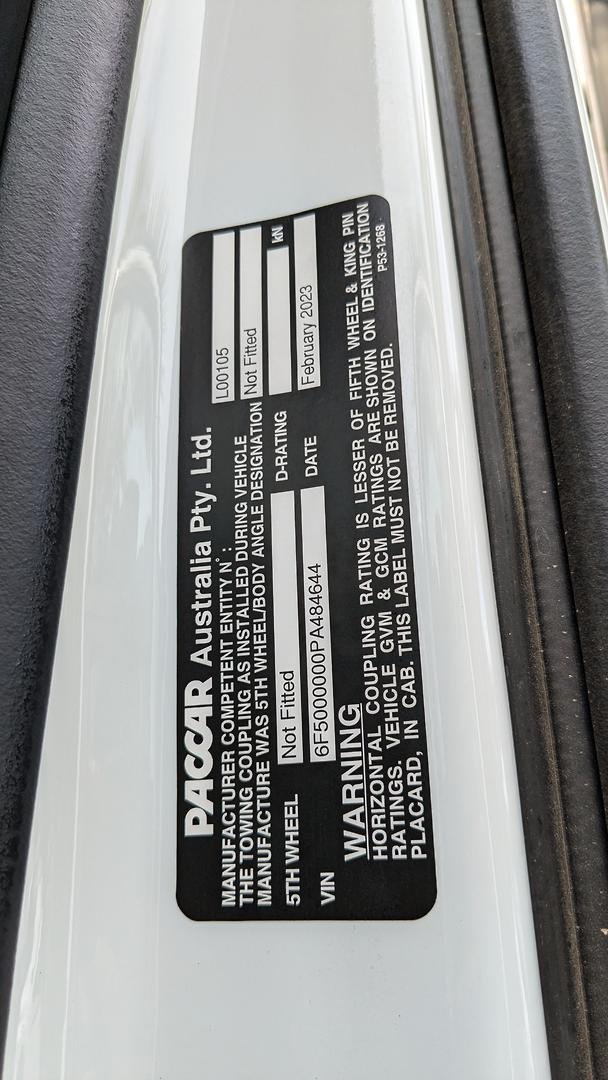 PACCAR Australia Pty. Ltd.
MANUFACTURER COMPETENT ENTITY Nº : L00105
THE TOWING COUPLING AS INSTALLED DURING VEHICLE
MANUFACTURE WAS 5TH WHEEL/BODY ANGLE DESIGNATION Not Fitted
5TH WHEEL Not Fitted D-RATING kN
VIN 6F5000000PA484644 DATE February 2023
WARNING
HORIZONTAL COUPLING RATING IS LESSER OF FIFTH WHEEL & KING PIN
RATINGS. VEHICLE GVM & GCM RATINGS ARE SHOWN ON IDENTIFICATION
PLACARD, IN CAB. THIS LABEL MUST NOT BE REMOVED. P53-1268